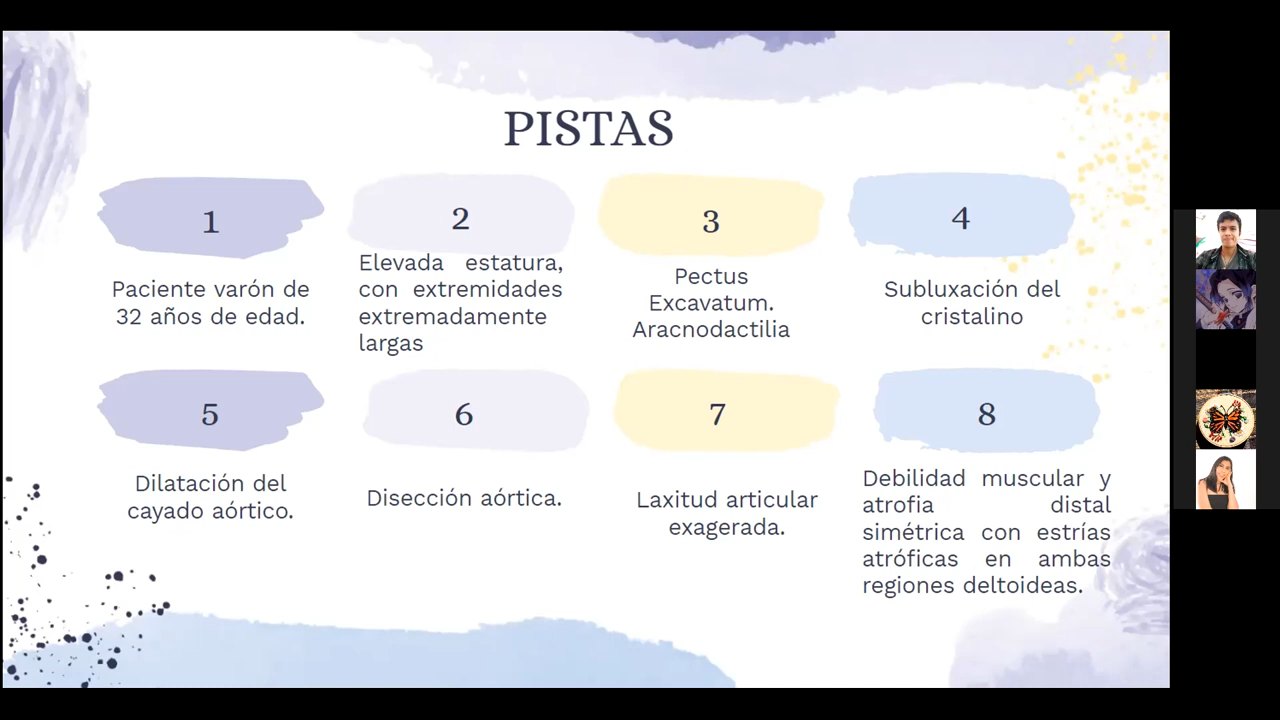 PISTAS
1
Paciente varón de
32 años de edad.
2
Elevada estatura,
con extremidades
extremadamente
largas
3
Pectus
Excavatum.
Aracnodactilia
4
Subluxación del
cristalino
5
Dilatación del
cayado aórtico.
6
Disección aórtica.
7
Laxitud articular
exagerada.
8
Debilidad muscular y
atrofia distal
simétrica con estrías
atróficas en ambas
regiones deltoideas.